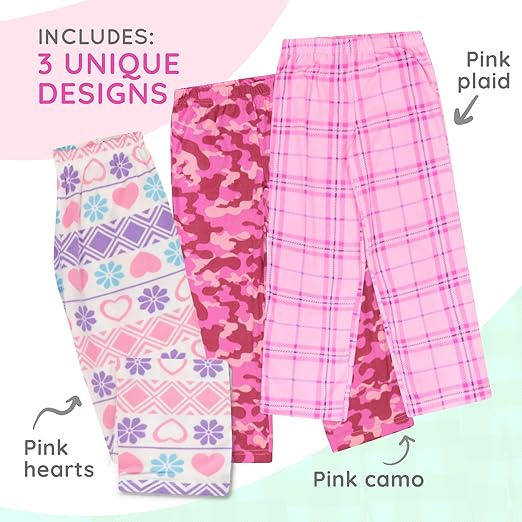 INCLUDES:
3 UNIQUE
DESIGNS
Pink
plaid
Pink
hearts
Pink camo